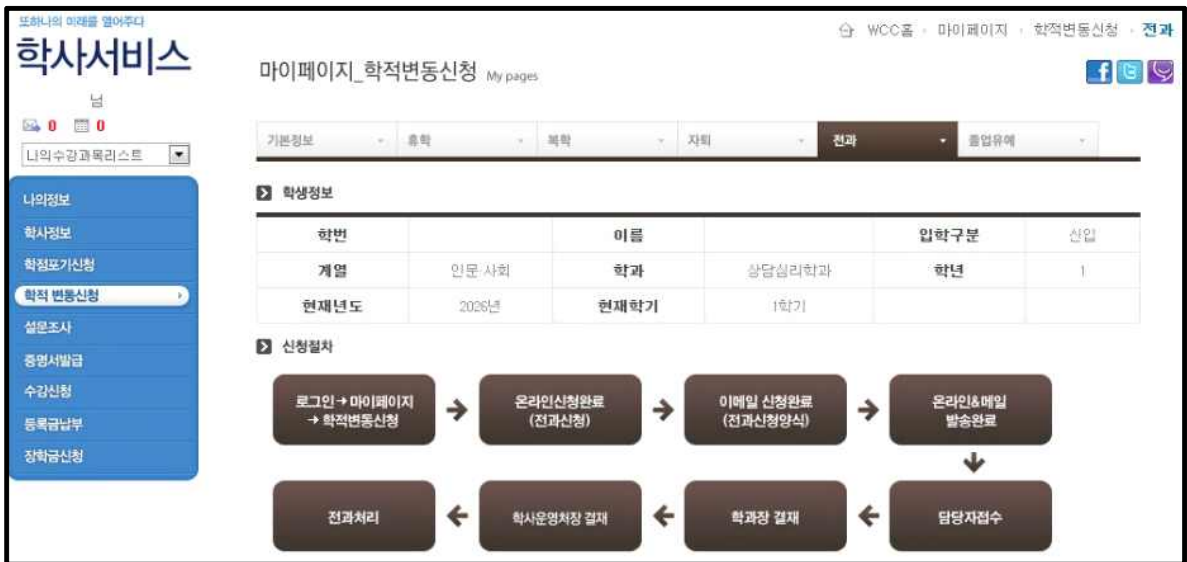 또하나의 미래를 열어주다
학사서비스
님
0 0
나의수강과목리스트
나의정보
학사정보
학점포기신청
학적 변동신청
설문조사
증명서발급
수강신청
등록금납부
장학금신청
WCC홈 마이페이지 학적변동신청 전과
마이페이지_학적변동신청 My pages
기본정보 휴학 복학 자퇴 전과 졸업유예
학생정보
학번 이름 입학구분 신입
계열 인문 사회 학과 상담심리학과 학년 1
현재년도 2026년 현재학기 1학기
신청절차
로그인→마이페이지 온라인신청완료 이메일 신청완료 온라인&메일
→ 학적변동신청 (전과신청) (전과신청양식) 발송완료
전과처리 학사운영처장 결재 학과장 결재 담당자접수